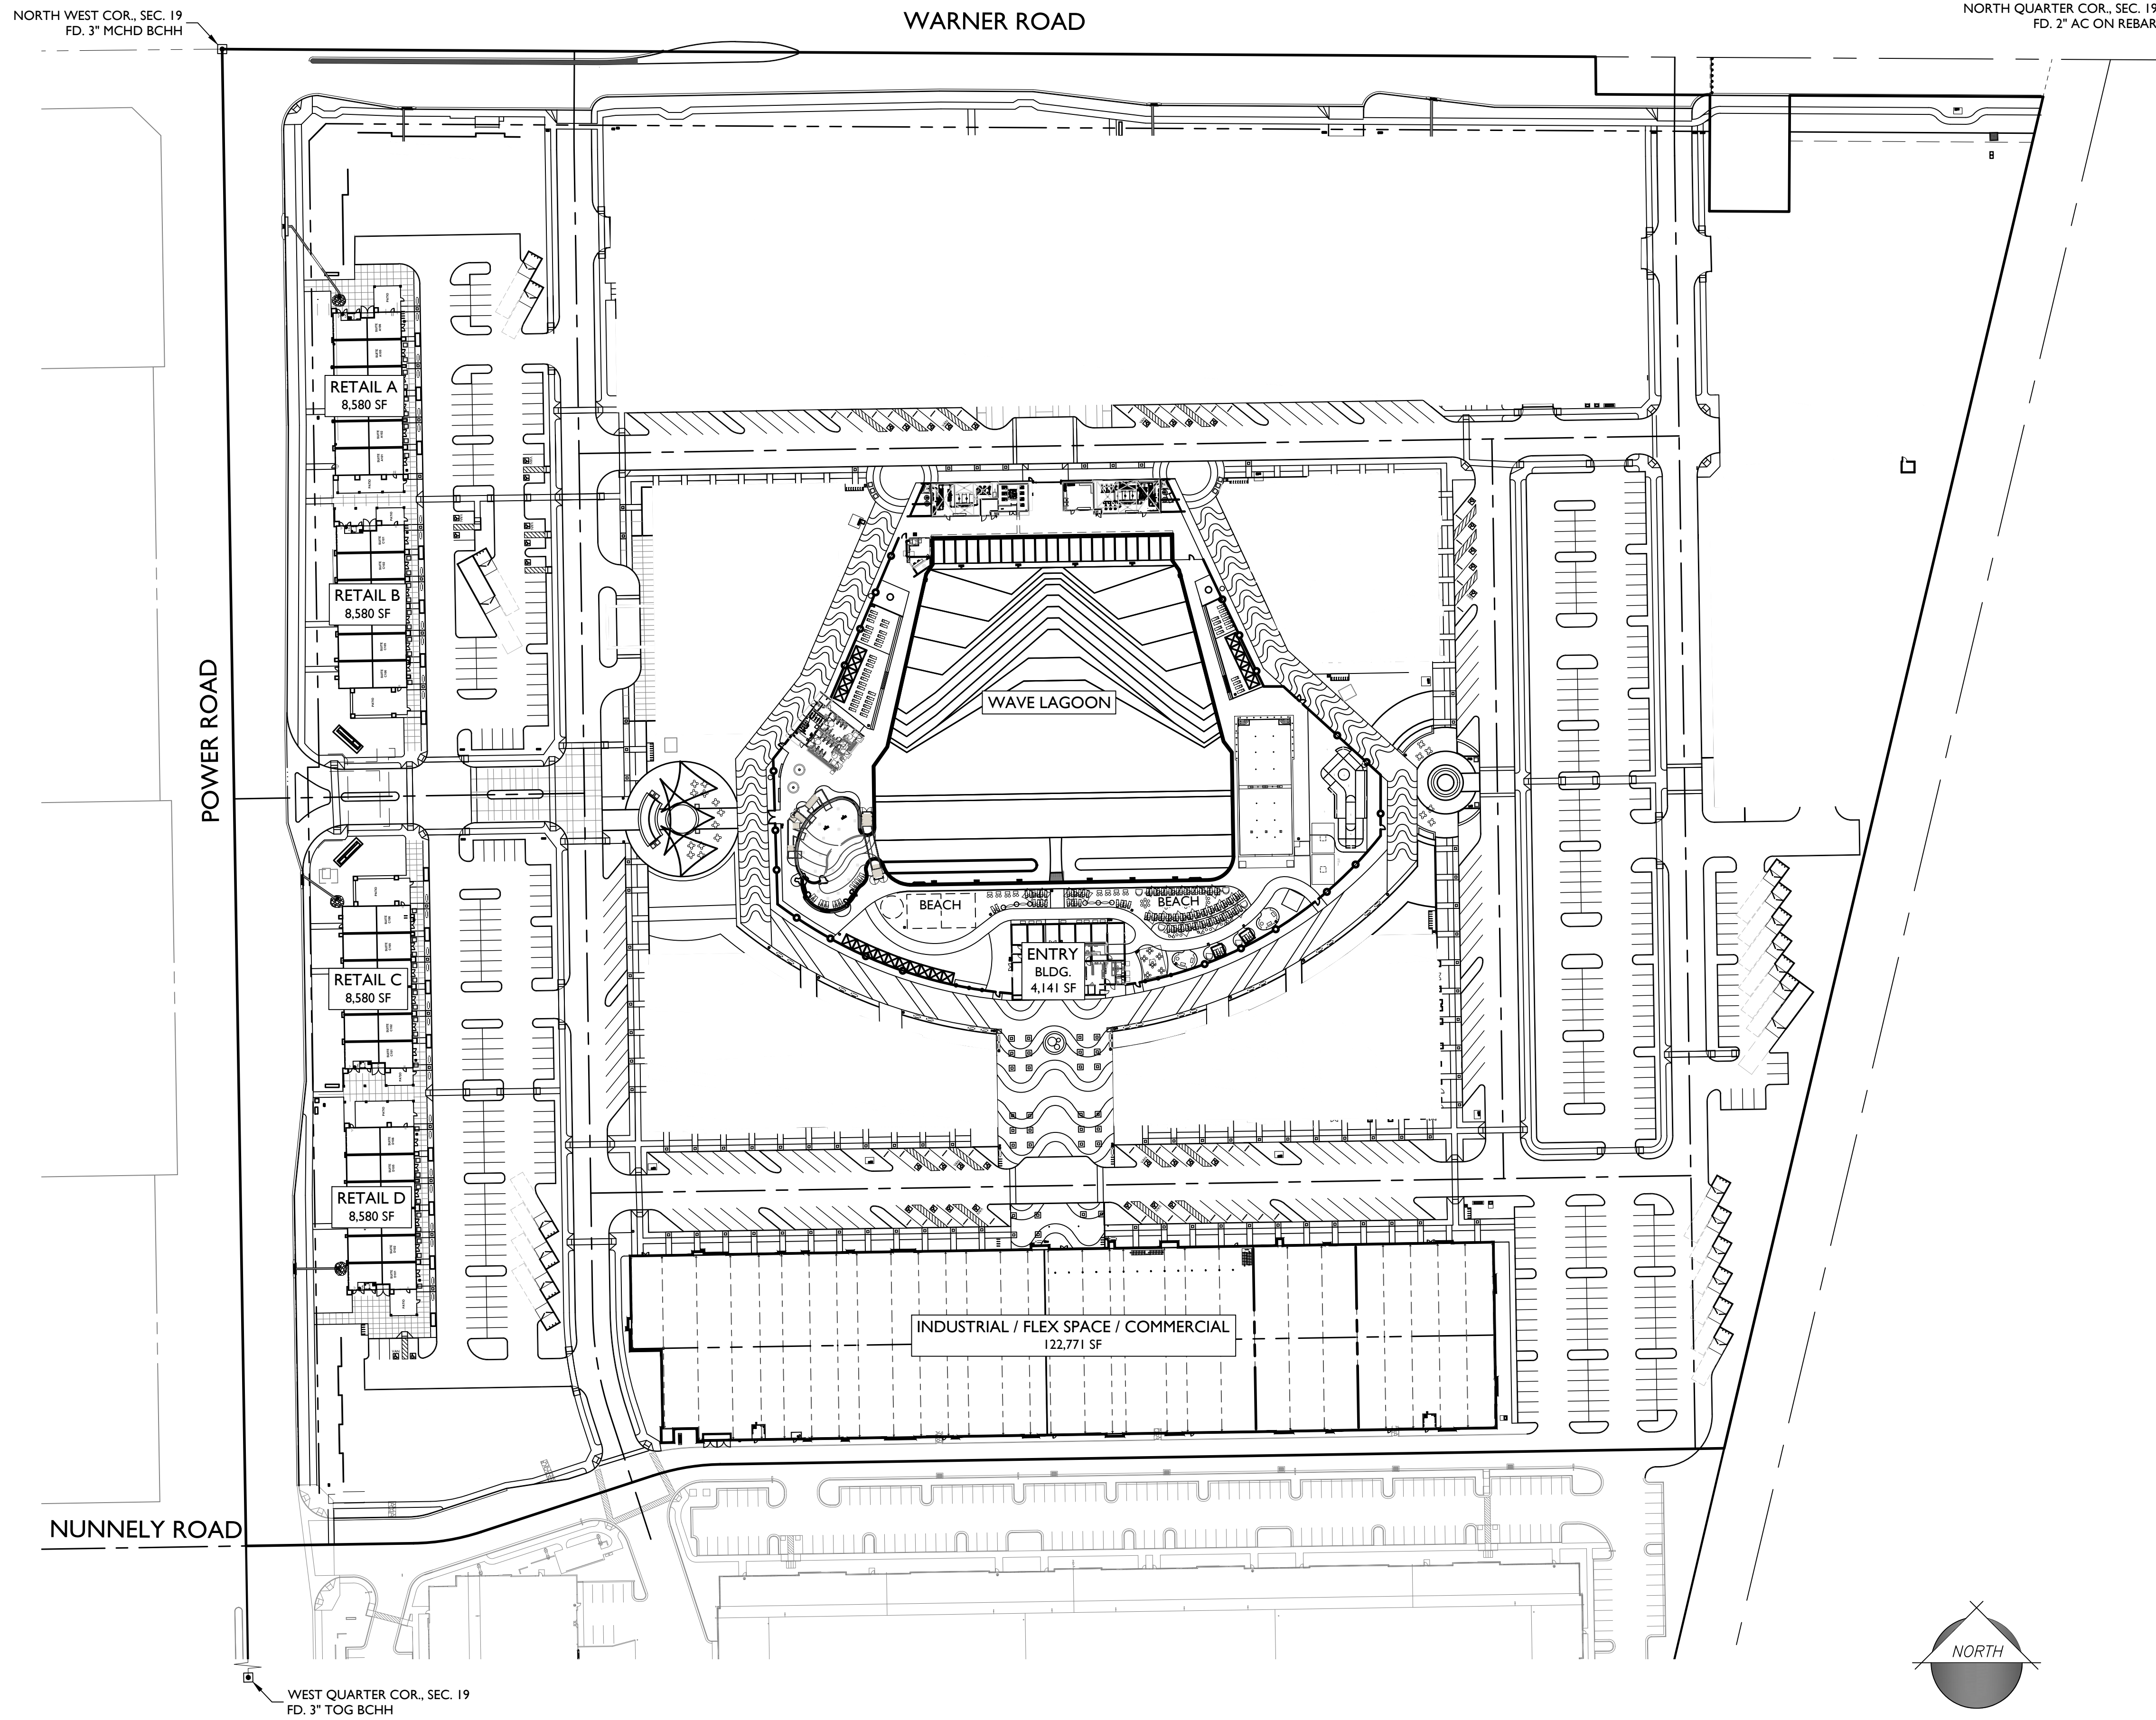 NORTH WEST COR., SEC. 19
FD. 3" MCHD BCHH
WARNER ROAD
NORTH QUARTER COR., SEC. 19
FD. 2" AC ON REBAR
RETAIL A
8,580 SF
RETAIL B
8,580 SF
POWER ROAD
WAVE LAGOON
BEACH
BEACH
ENTRY
BLDG.
4,141 SF
RETAIL C
8,580 SF
RETAIL D
8,580 SF
INDUSTRIAL / FLEX SPACE / COMMERCIAL
122,771 SF
NUNNELY ROAD
NORTH
WEST QUARTER COR., SEC. 19
FD. 3" TOG BCHH